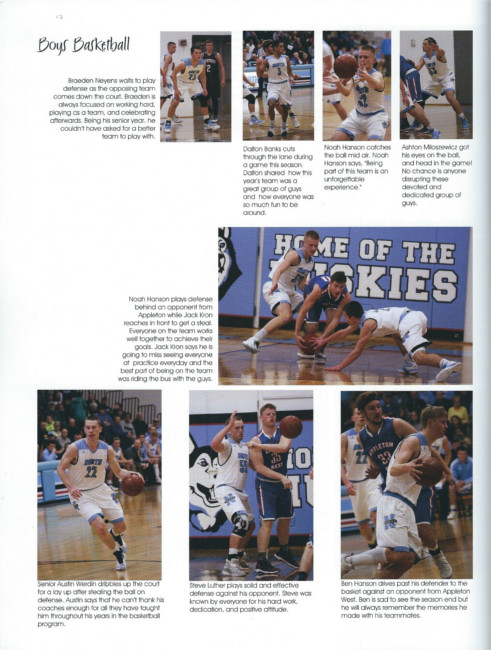 Boys Basketball
Braeden Neyens waits to play
defense as the opposing team
comes down the court. Braeden is
always focused on working hard,
playing as a team, and celebrating
afterwards. Being his senior year, he
couldn't have asked for a better
team to play with.
Dalton Banks cuts
through the lane during
a game this season.
Dalton shared how this
year's team was a
great group of guys
and how everyone was
so much fun to be
around.
Noah Hanson catches
the ball mid air. Noah
Hanson says, "Being
part of this team is an
unforgettable
experience."
Ashton Miloszewicz got
his eyes on the ball,
and head in the game!
No chance is anyone
disrupting these
devoted and
dedicated group of
guys.
HOME OF THE
HUSKIES
Noah Hanson plays defense
behind an opponent from
Appleton while Jack Kron
reaches in front to get a steal.
Everyone on the team works
well together to achieve their
goals. Jack Kron says he is
going to miss seeing everyone
at practice everyday and the
best part of being on the team
was riding the bus with the guys.
NORTH
22
35
APPLETON
Senior Austin Werdin dribbles up the court
for a lay up after stealing the ball on
defense. Austin says that he can't thank his
coaches enough for all they have taught
him throughout his years in the basketball
program.
Steve Luther plays solid and effective
defense against his opponent. Steve was
known by everyone for his hard work,
dedication, and positive attitude.
Ben Hanson drives past his defender to the
basket against an opponent from Appleton
West. Ben is sad to see the season end but
he will always remember the memories he
made with his teammates.